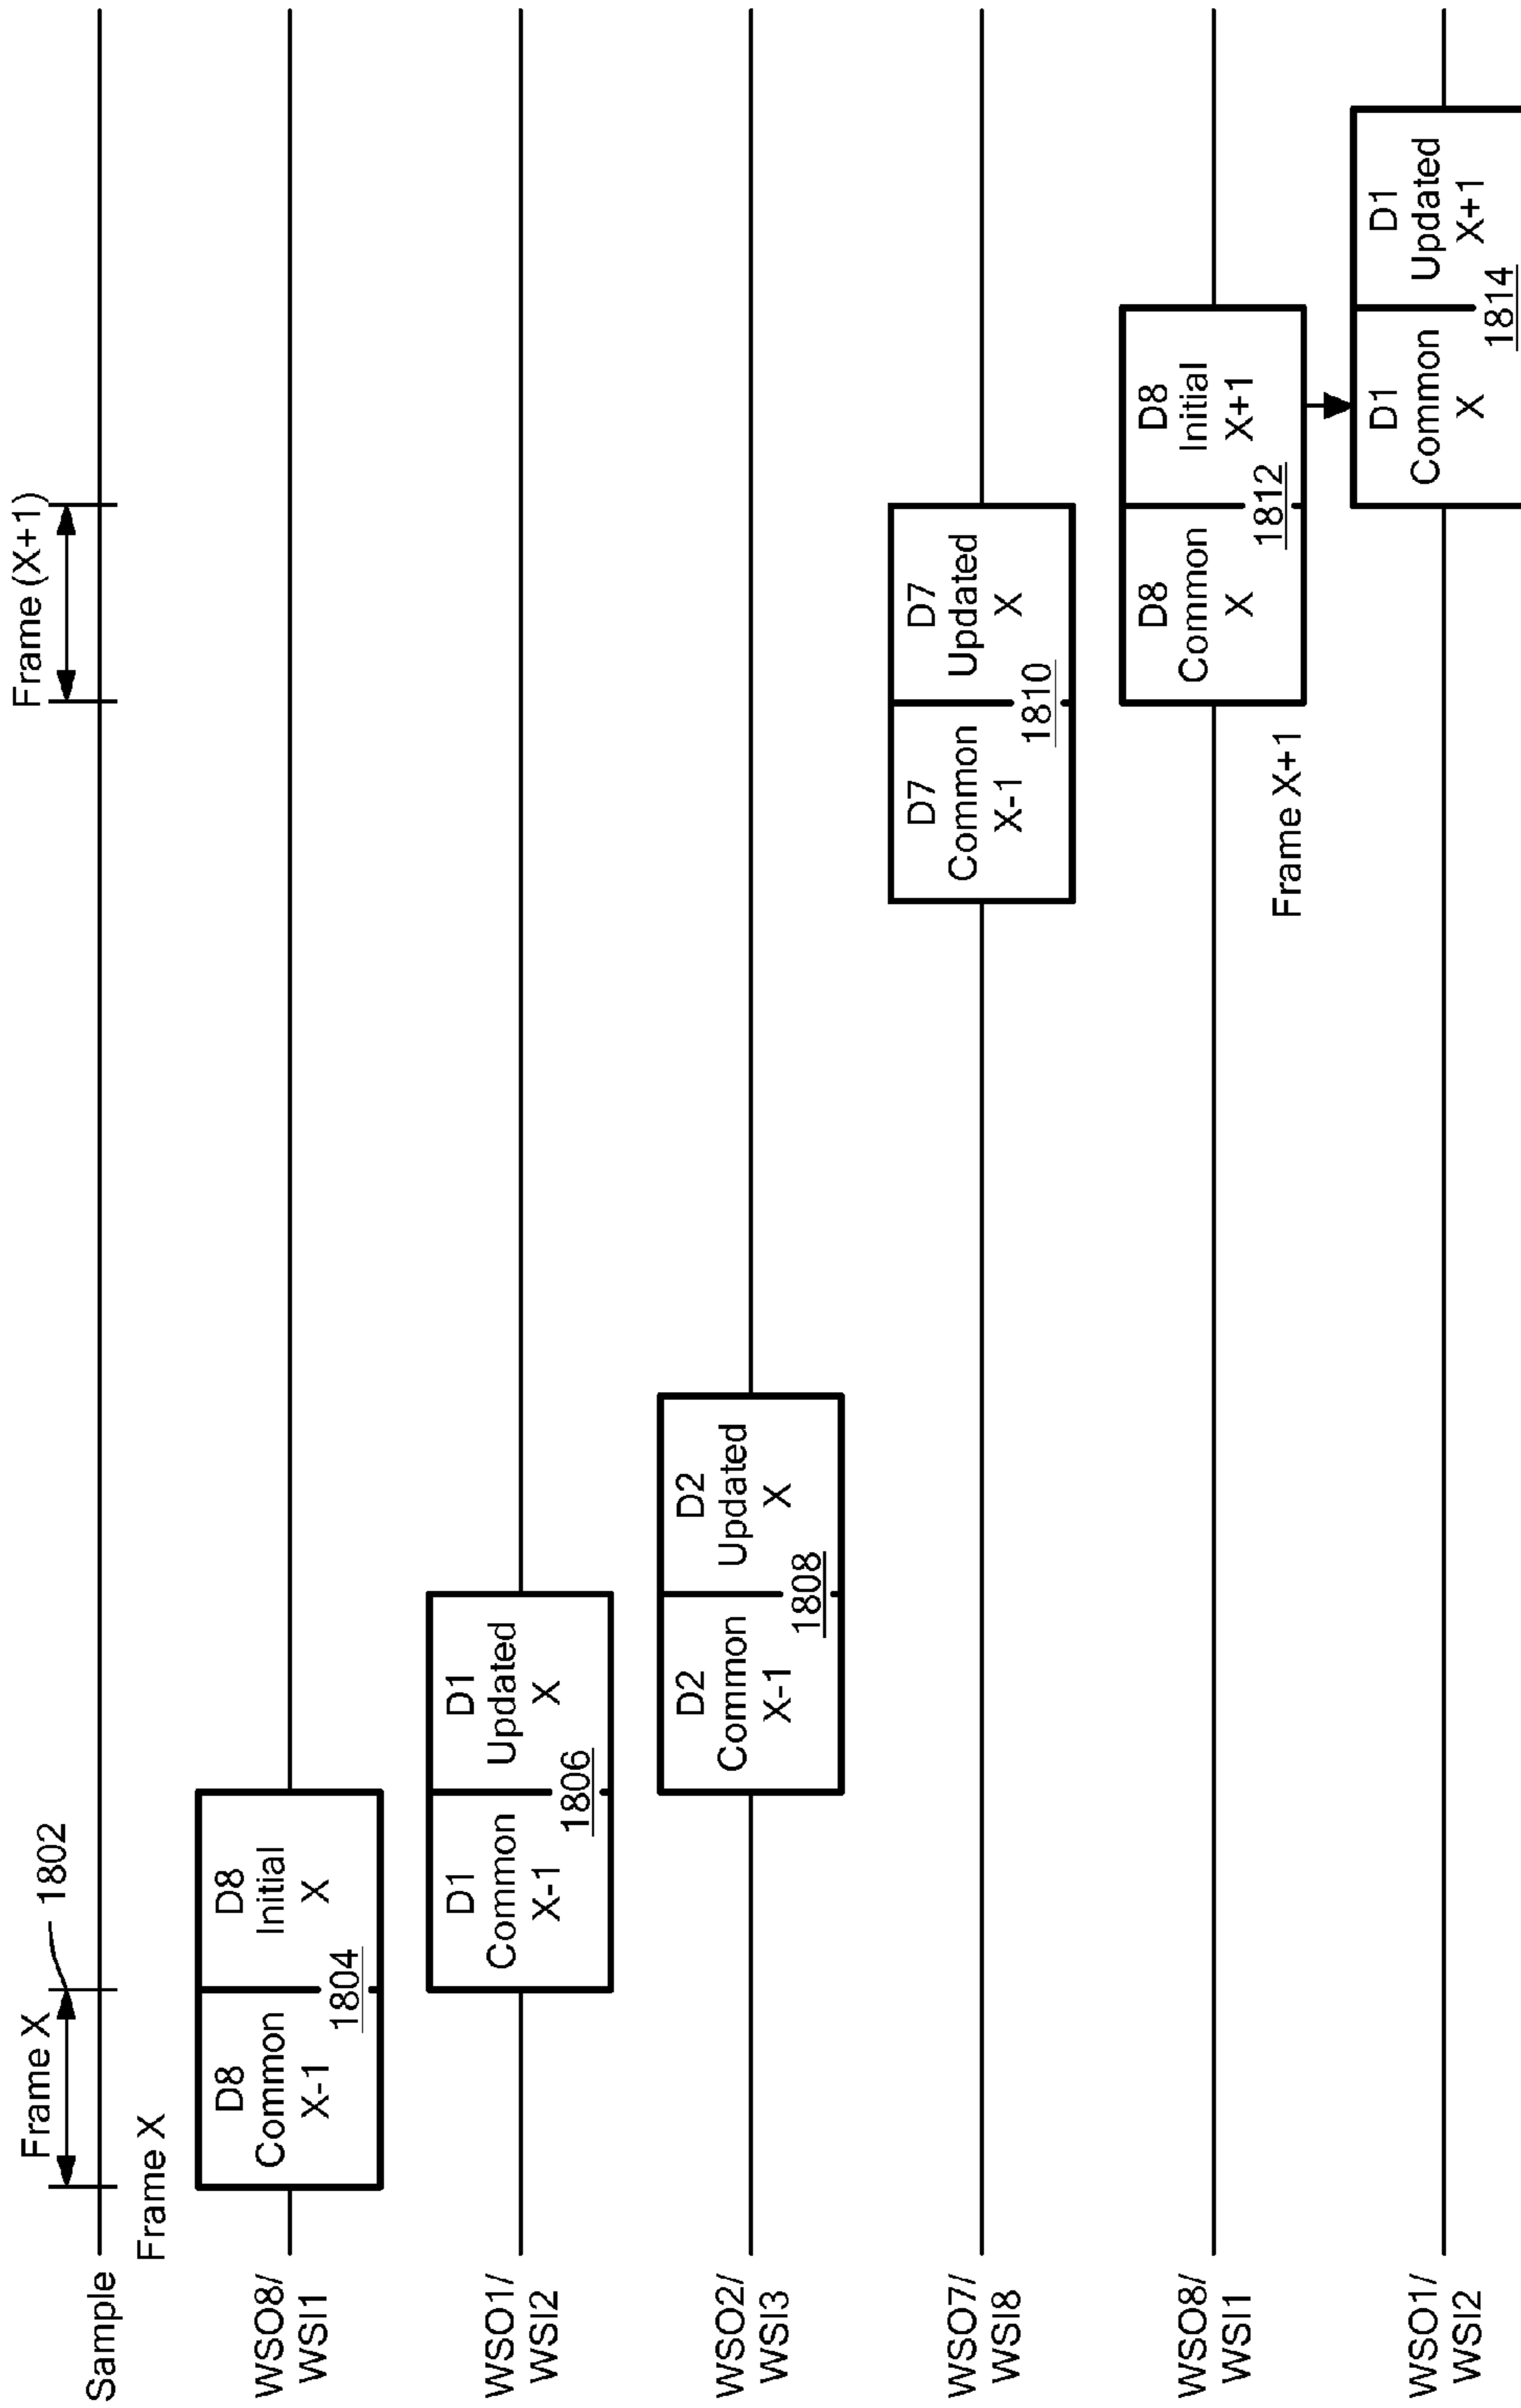 Frame X
1802
Frame (X+1)
Sample
Frame X
WSO8/
WSI1
D8
Common
X-1
D8
Initial
X
1804
WSO1/
WSI2
D1
Common
X-1
D1
Updated
X
1806
WSO2/
WSI3
D2
Common
X-1
D2
Updated
X
1808
WSO7/
WSI8
D7
Common
X-1
D7
Updated
X
1810
WSO8/
WSI1
D8
Common
X
D8
Initial
X+1
1812
Frame X+1
WSO1/
WSI2
D1
Common
X
D1
Updated
X+1
1814